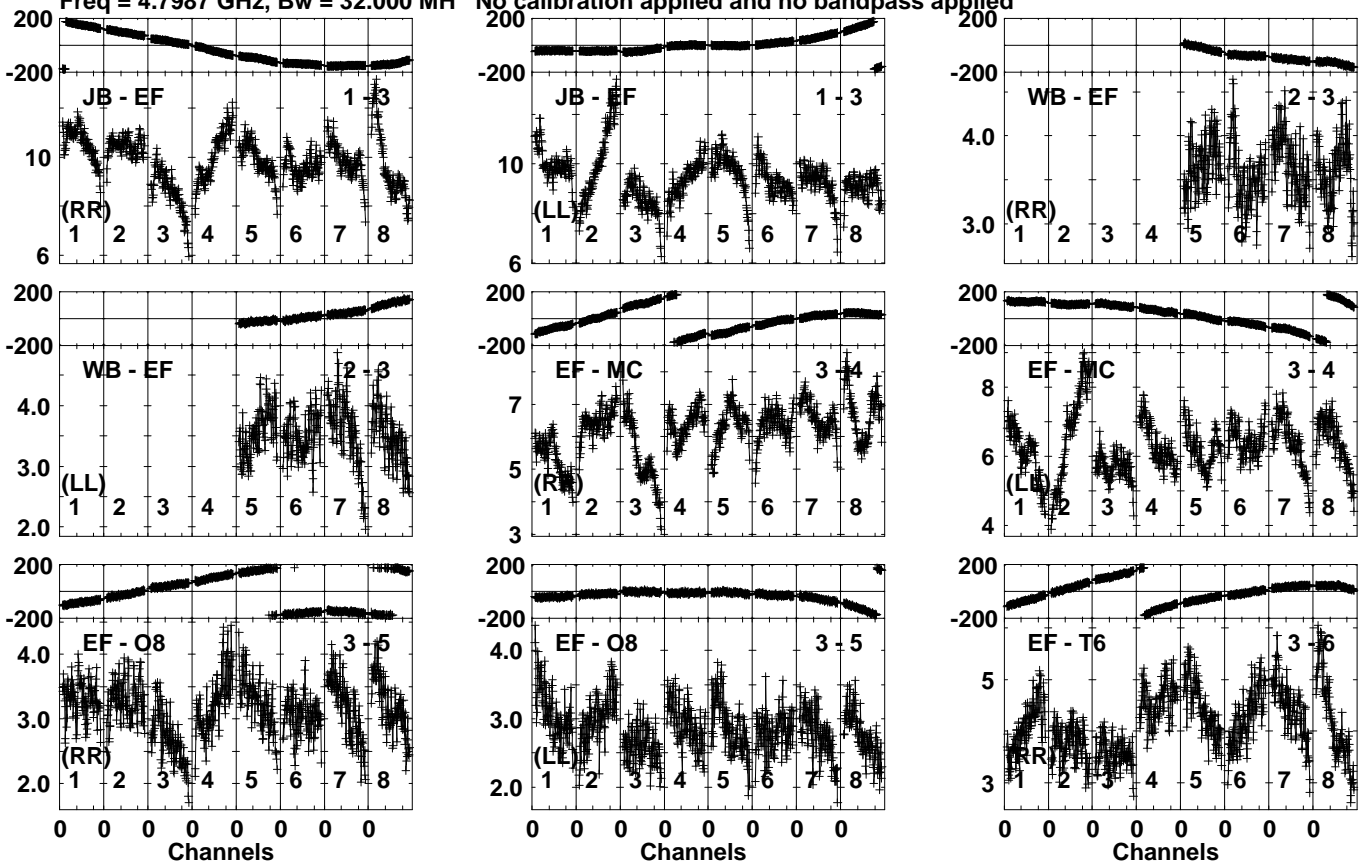 Freq = 4.7987 GHz, Bw = 32.000 MH No calibration applied and no bandpass applied
200
-200
JB - EF 1 - 3
10
(RR)
1 2 3 4 5 6 7 8
6
200
-200
JB - EF 1 - 3
10
(LL)
1 2 3 4 5 6 7 8
6
200
-200
WB - EF 2 - 3
4.0
(RR)
3.0
1 2 3 4 5 6 7 8
200
-200
WB - EF 2 - 3
4.0
3.0
(LL)
1 2 3 4 5 6 7 8
2.0
200
-200
EF - MC 3 - 4
7
5
(RR)
1 2 3 4 5 6 7 8
3
200
-200
EF - MC 3 - 4
8
6
(LL)
1 2 3 4 5 6 7 8
4
200
-200
EF - O8 3 - 5
4.0
3.0
(RR)
1 2 3 4 5 6 7 8
2.0
0 0 0 0 0 0 0 0
Channels
200
-200
EF - O8 3 - 5
4.0
3.0
(LL)
1 2 3 4 5 6 7 8
2.0
0 0 0 0 0 0 0 0
Channels
200
-200
EF - T6 3 - 6
5
(RR)
1 2 3 4 5 6 7 8
3
0 0 0 0 0 0 0 0
Channels